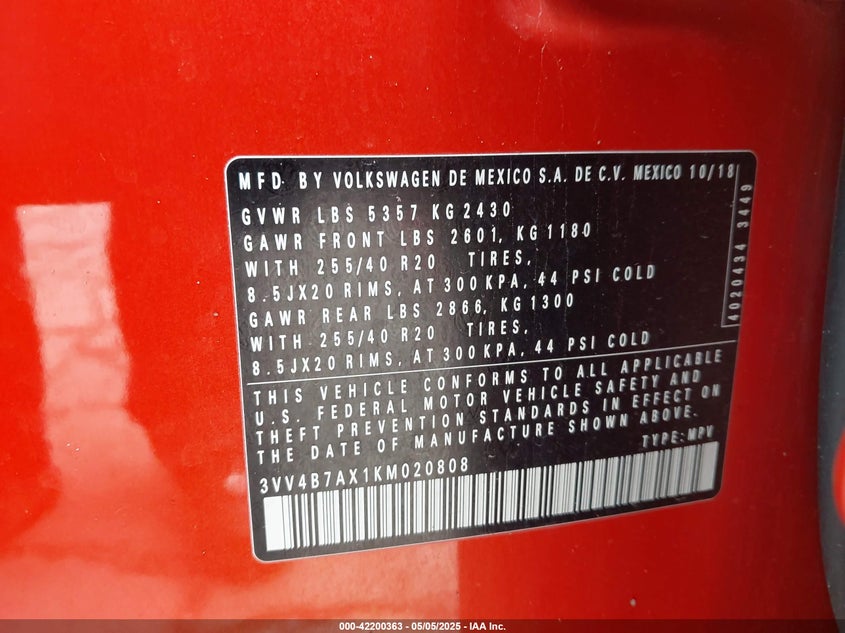 MFD. BY VOLKSWAGEN DE MEXICO S.A. DE C.V. MEXICO 10/18
GVWR LBS 5357 KG 2430
GAWR FRONT LBS 2601, KG 1180
WITH 255/40 R20 TIRES,
8.5JX20 RIMS, AT 300 KPA, 44 PSI COLD
GAWR REAR LBS 2866, KG 1300
WITH 255/40 R20 TIRES,
8.5JX20 RIMS, AT 300 KPA, 44 PSI COLD
4020434 3449
THIS VEHICLE CONFORMS TO ALL APPLICABLE
U.S. FEDERAL MOTOR VEHICLE SAFETY AND
THEFT PREVENTION STANDARDS IN EFFECT ON
THE DATE OF MANUFACTURE SHOWN ABOVE.
3VV4B7AX1KM020808
TYPE: MPV
000-42200363 — 05/05/2025 — IAA Inc.